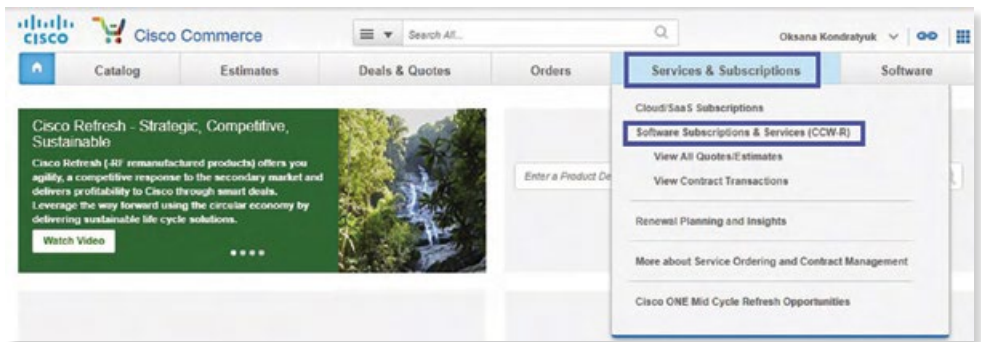 CISCO
Cisco Commerce
Search All...
Oksana Kondratyuk
Catalog
Estimates
Deals & Quotes
Orders
Services & Subscriptions
Software
Cisco Refresh - Strategic, Competitive,
Sustainable
Cisco Refresh (-RF remanufactured products) offers you
agility, a competitive response to the secondary market and
delivers profitability to Cisco through smart deals.
Leverage the way forward using the circular economy by
delivering sustainable life cycle solutions.
Watch Video
Enter a Product De
Cloud/SaaS Subscriptions
Software Subscriptions & Services (CCW-R)
View All Quotes/Estimates
View Contract Transactions
Renewal Planning and Insights
More about Service Ordering and Contract Management
Cisco ONE Mid Cycle Refresh Opportunities